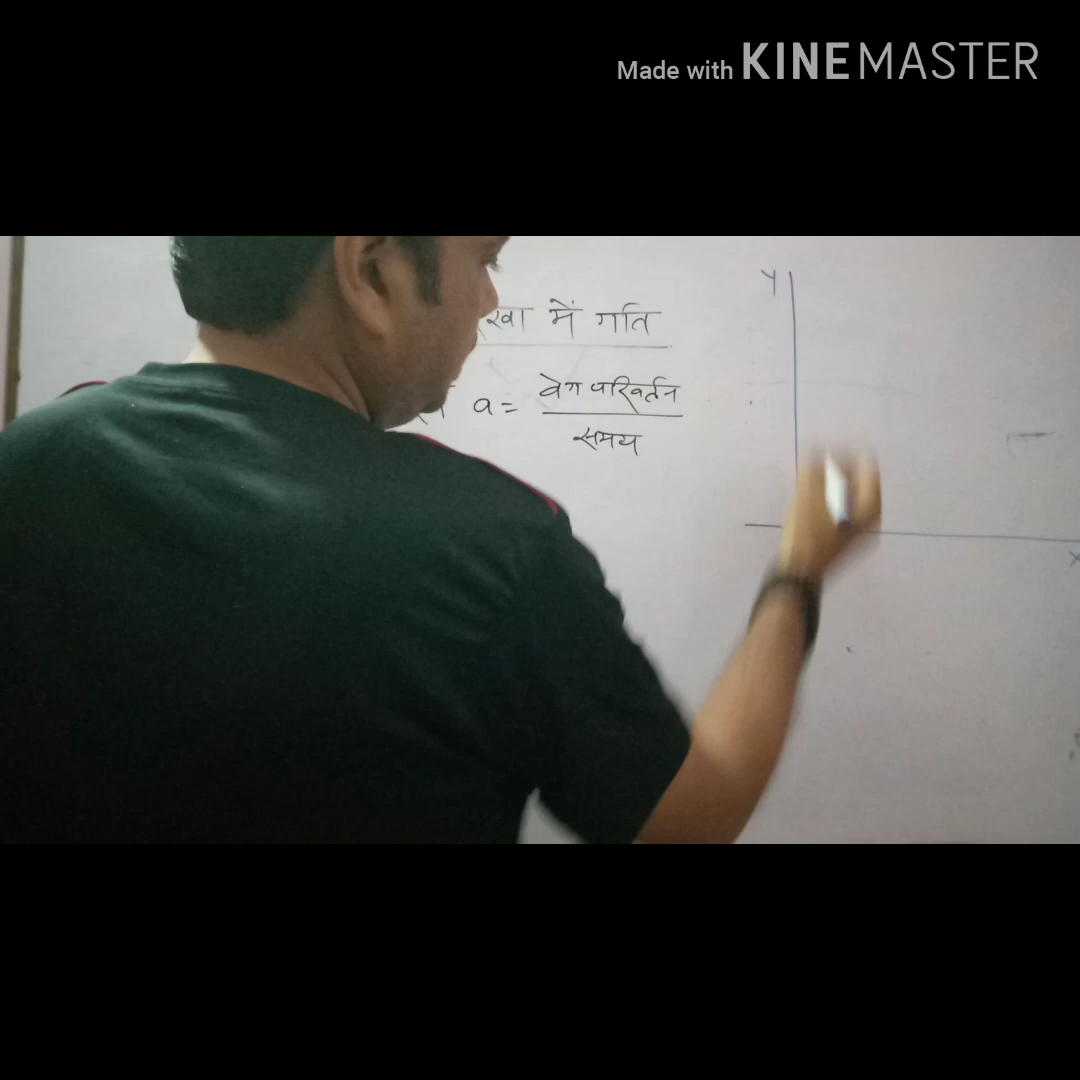 Made with KINEMASTER
में गति
a = वेग परिवर्तन
समय
y
x